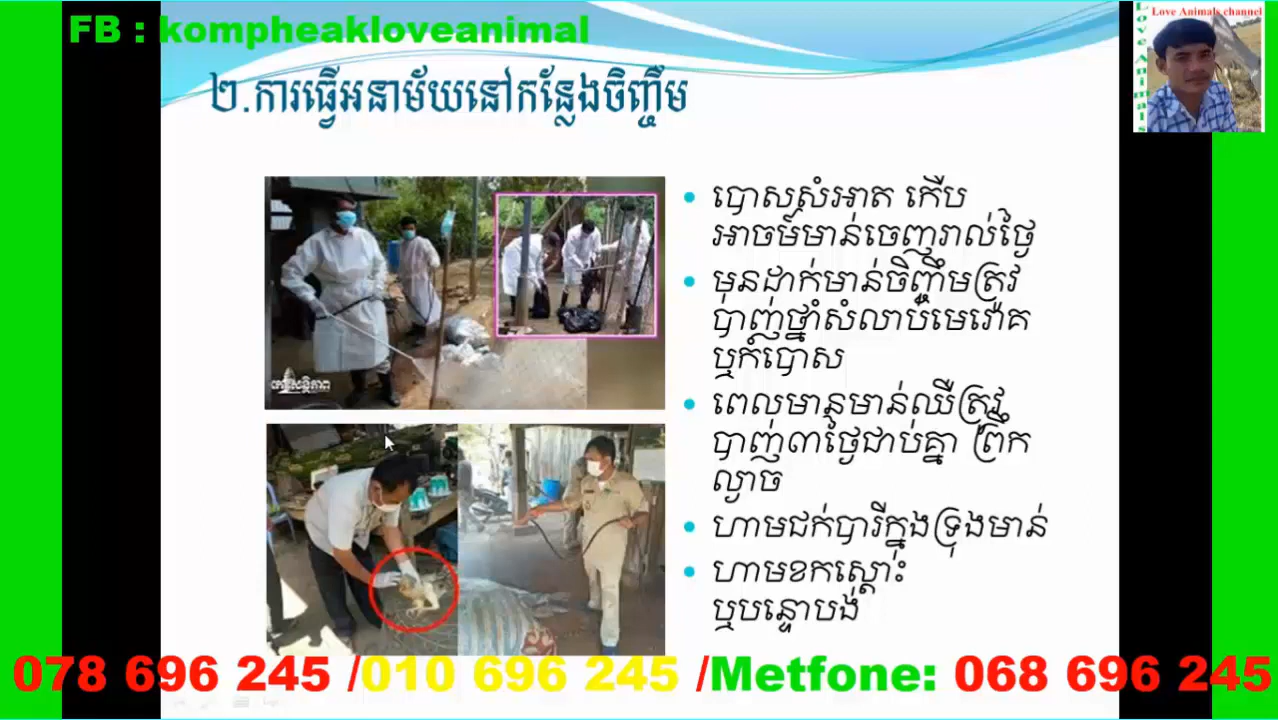 FB : kompheakloveanimal
Love Animals channel
Love Animals
២.ការធ្វើអនាម័យនៅកន្លែងចិញ្ចឹម
• បោសសំអាត កើប
អាចម៍មាន់ចេញរាល់ថ្ងៃ
• មុនដាក់មាន់ចិញ្ចឹមត្រូវ
បាញ់ថ្នាំសំលាប់មេរោគ
ឬកំបោស
• ពេលមានមាន់ឈឺត្រូវ
បាញ់៣ថ្ងៃជាប់គ្នា ព្រឹក
ល្ងាច
• ហាមជក់បារីក្នុងទ្រុងមាន់
• ហាមខកស្តោះ
ឬបន្ទោបង់
078 696 245 /010 696 245 /Metfone: 068 696 245